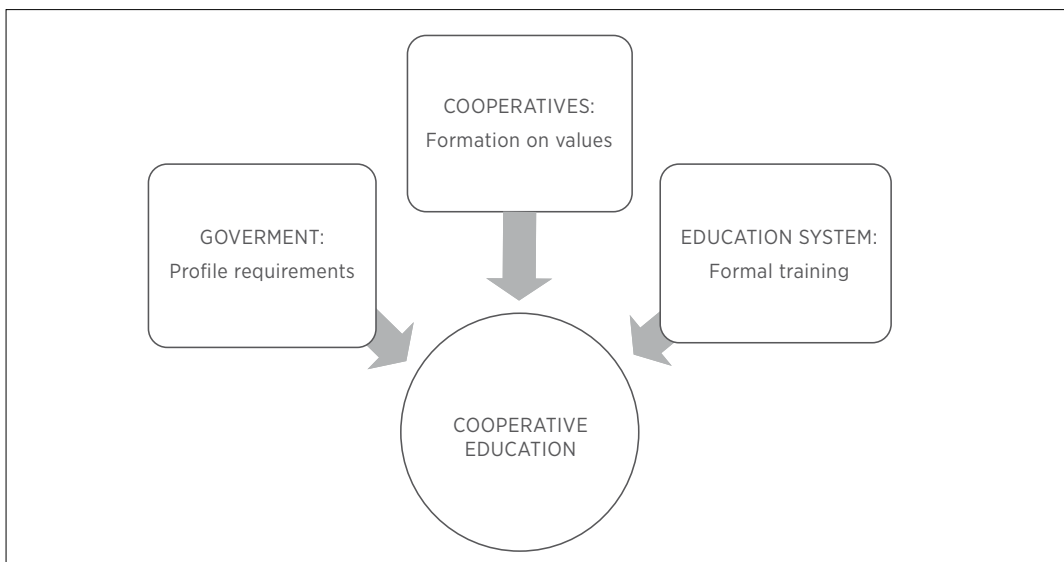 COOPERATIVES:
Formation on values
GOVERMENT:
Profile requirements
EDUCATION SYSTEM:
Formal training
COOPERATIVE
EDUCATION